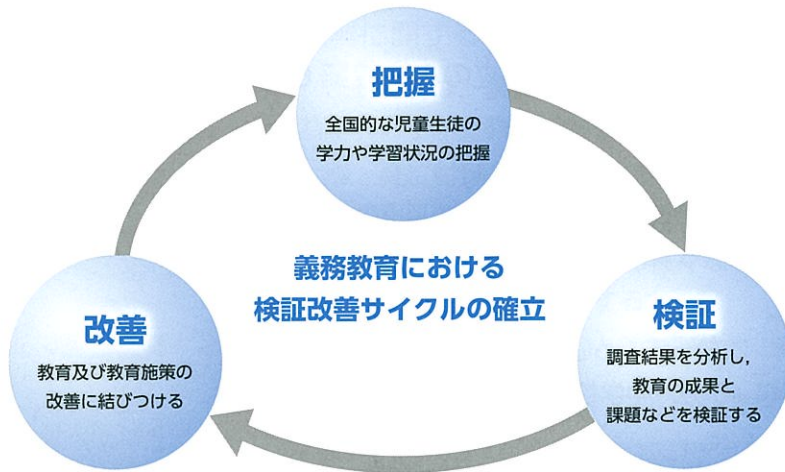 把握
全国的な児童生徒の
学力や学習状況の把握
義務教育における
検証改善サイクルの確立
検証
調査結果を分析し，
教育の成果と
課題などを検証する
改善
教育及び教育施策の
改善に結びつける